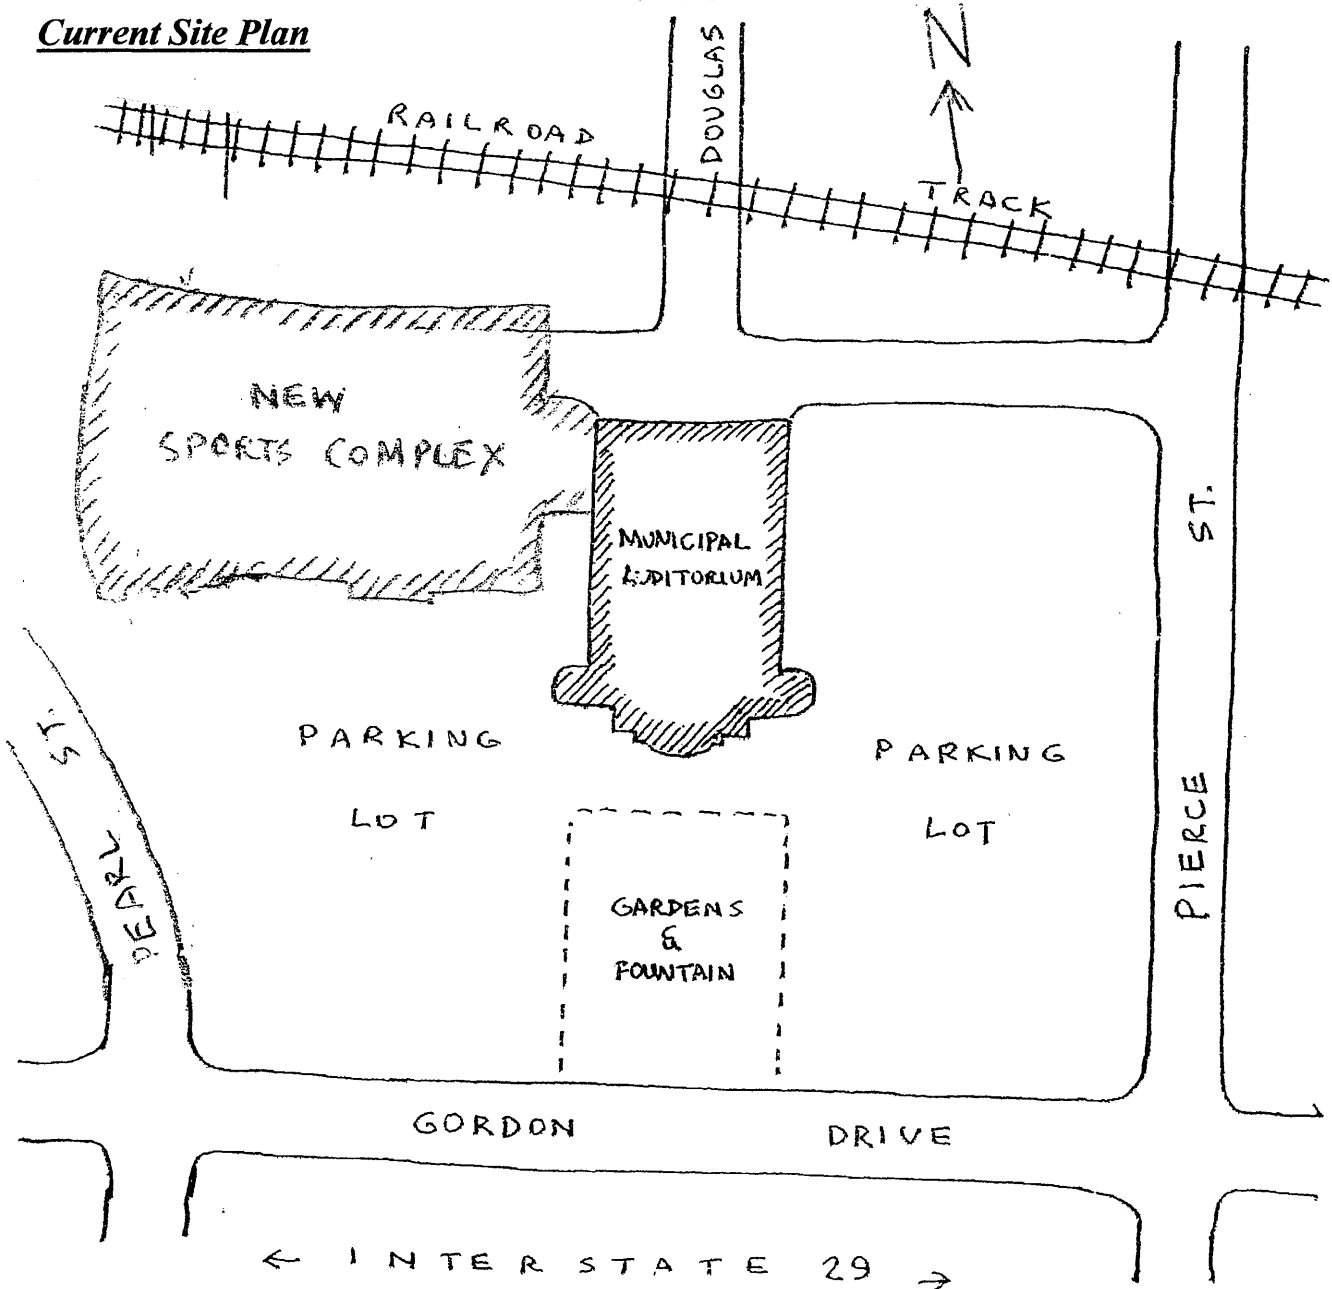 Current Site Plan
DOUGLAS
N
RAILROAD
TRACK
NEW
SPORTS COMPLEX
MUNICIPAL
AUDITORIUM
ST.
PIERCE
PARKING
LOT
PARKING
LOT
ST.
PEARL
GARDENS
&
FOUNTAIN
GORDON DRIVE
← INTERSTATE 29 →